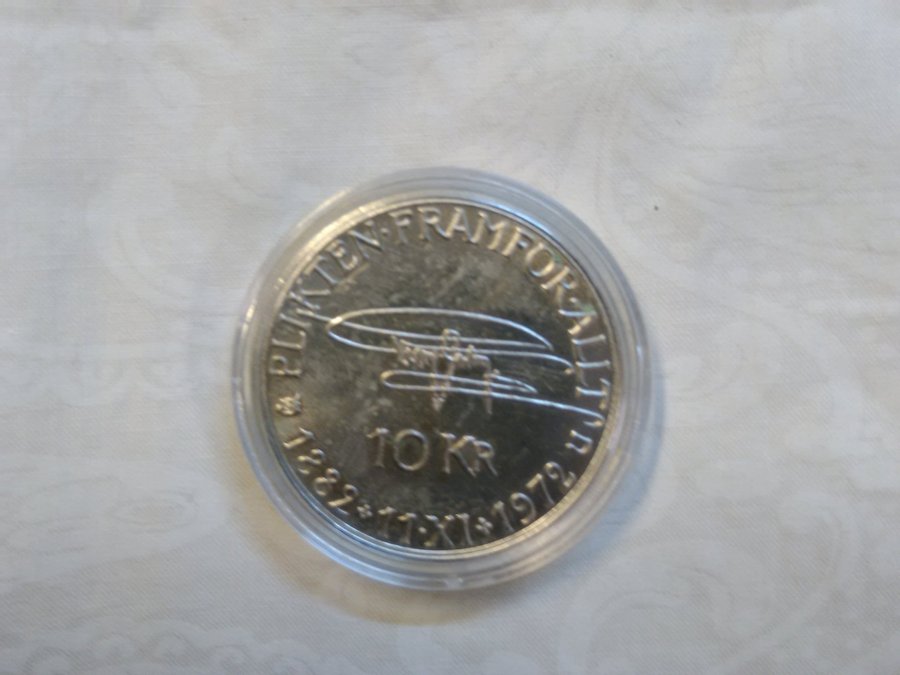 PLIKTEN·FRAMFÖR·ALLT
10 KR
1882 11·XI 1972